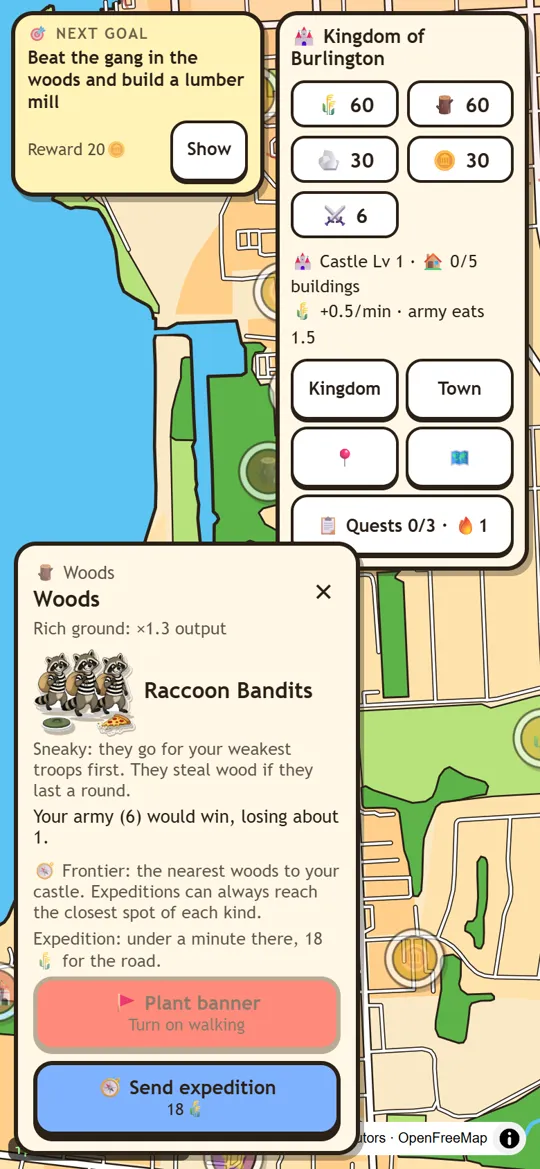 NEXT GOAL
Beat the gang in the
woods and build a lumber
mill
Reward 20
Show
Kingdom of
Burlington
60
60
30
30
6
Castle Lv 1 · 0/5
buildings
+0.5/min · army eats
1.5
Kingdom
Town
Quests 0/3 · 1
Woods
Woods
Rich ground: ×1.3 output
Raccoon Bandits
Sneaky: they go for your weakest
troops first. They steal wood if they
last a round.
Your army (6) would win, losing about
1.
Frontier: the nearest woods to your
castle. Expeditions can always reach
the closest spot of each kind.
Expedition: under a minute there, 18
for the road.
Plant banner
Turn on walking
Send expedition
18
utors · OpenFreeMap